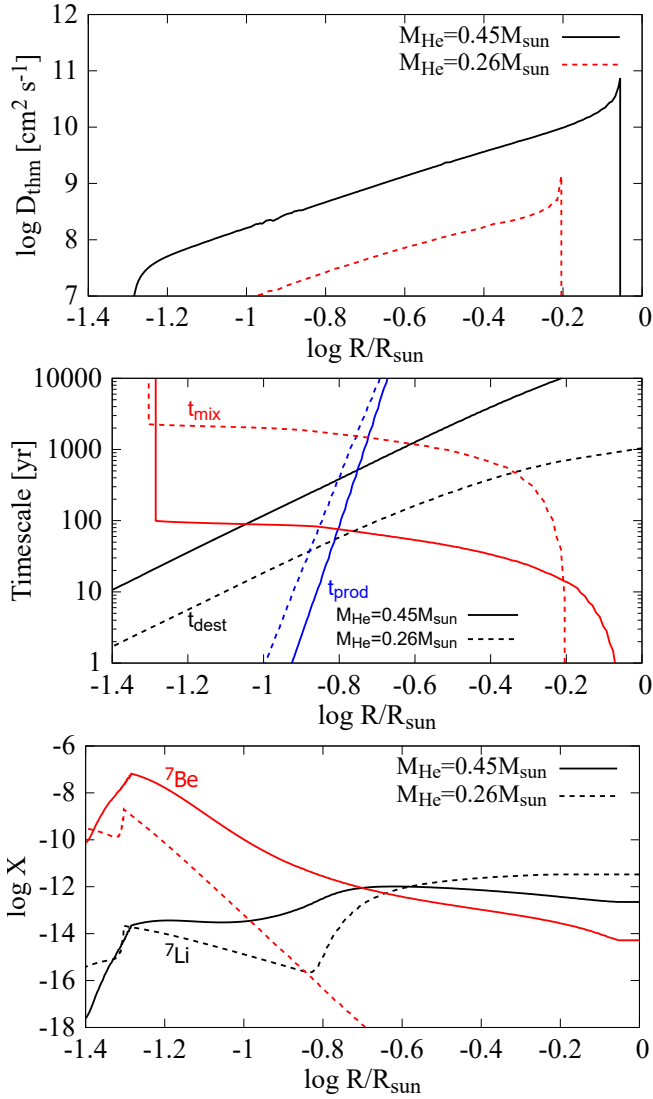 12
11
10
9
8
7
log D_thm [cm² s⁻¹]
M_He=0.45M_sun
M_He=0.26M_sun
-1.4 -1.2 -1 -0.8 -0.6 -0.4 -0.2 0
log R/R_sun
10000
1000
100
10
1
Timescale [yr]
t_mix
t_prod
t_dest
M_He=0.45M_sun
M_He=0.26M_sun
-1.4 -1.2 -1 -0.8 -0.6 -0.4 -0.2 0
log R/R_sun
-6
-8
-10
-12
-14
-16
-18
log X
⁷Be
M_He=0.45M_sun
M_He=0.26M_sun
⁷Li
-1.4 -1.2 -1 -0.8 -0.6 -0.4 -0.2 0
log R/R_sun